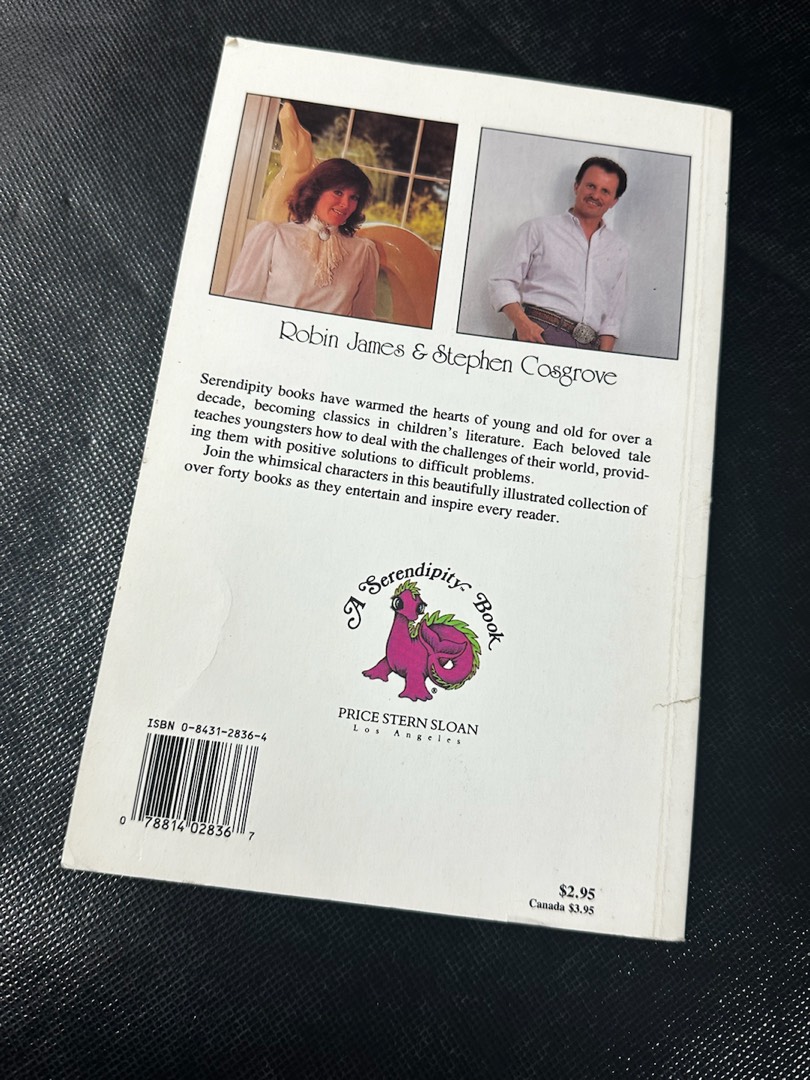 Robin James & Stephen Cosgrove
Serendipity books have warmed the hearts of young and old for over a
decade, becoming classics in children's literature. Each beloved tale
teaches youngsters how to deal with the challenges of their world, provid-
ing them with positive solutions to difficult problems.
Join the whimsical characters in this beautifully illustrated collection of
over forty books as they entertain and inspire every reader.
A Serendipity Book
®
PRICE STERN SLOAN
Los Angeles
ISBN 0-8431-2836-4
0 78814 02836 7
$2.95
Canada $3.95